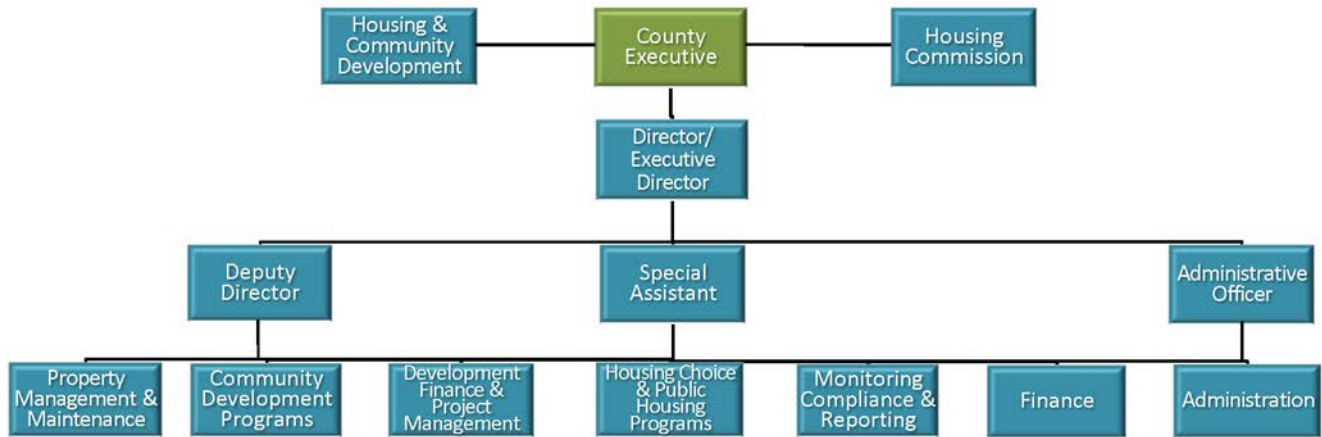 Housing &
Community
Development
County
Executive
Housing
Commission
Director/
Executive
Director
Deputy
Director
Special
Assistant
Administrative
Officer
Property
Management &
Maintenance
Community
Development
Programs
Development
Finance &
Project
Management
Housing Choice
& Public
Housing
Programs
Monitoring
Compliance &
Reporting
Finance
Administration